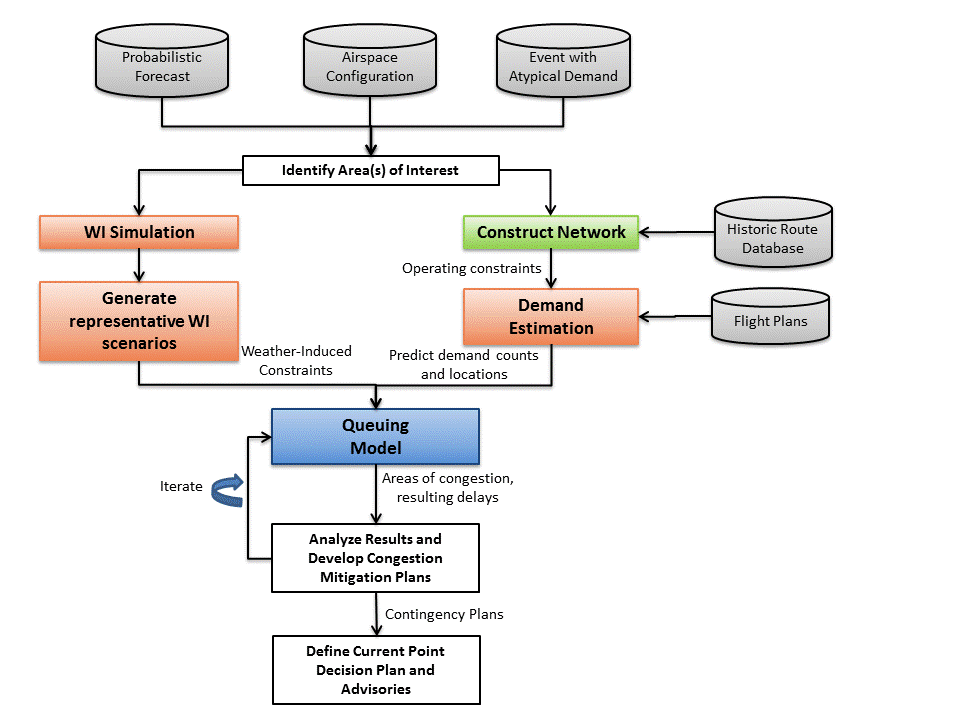 Probabilistic
Forecast
Airspace
Configuration
Event with
Atypical Demand
Identify Area(s) of Interest
WI Simulation
Construct Network
Historic Route
Database
Operating constraints
Generate
representative WI
scenarios
Demand
Estimation
Flight Plans
Weather-Induced
Constraints
Predict demand counts
and locations
Queuing
Model
Iterate
Areas of congestion,
resulting delays
Analyze Results and
Develop Congestion
Mitigation Plans
Contingency Plans
Define Current Point
Decision Plan and
Advisories